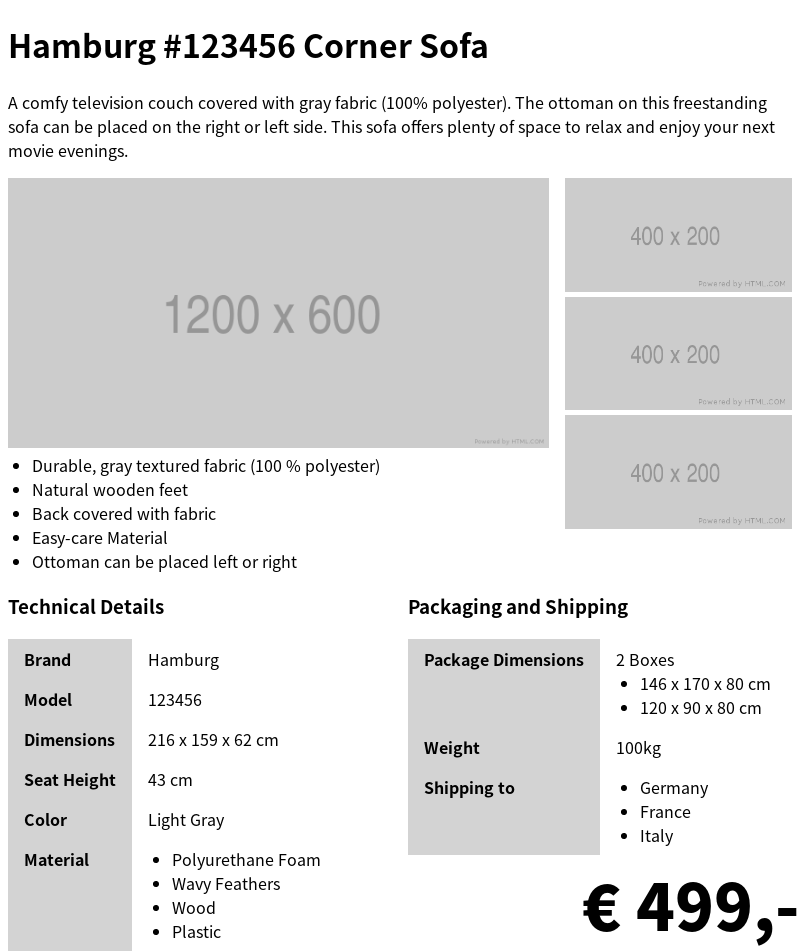 Hamburg #123456 Corner Sofa
A comfy television couch covered with gray fabric (100% polyester). The ottoman on this freestanding
sofa can be placed on the right or left side. This sofa offers plenty of space to relax and enjoy your next
movie evenings.
1200 x 600
Powered by HTML.COM
400 x 200
Powered by HTML.COM
400 x 200
Powered by HTML.COM
400 x 200
Powered by HTML.COM
• Durable, gray textured fabric (100 % polyester)
• Natural wooden feet
• Back covered with fabric
• Easy-care Material
• Ottoman can be placed left or right
Technical Details
Brand Hamburg
Model 123456
Dimensions 216 x 159 x 62 cm
Seat Height 43 cm
Color Light Gray
Material • Polyurethane Foam
• Wavy Feathers
• Wood
• Plastic
Packaging and Shipping
Package Dimensions 2 Boxes
• 146 x 170 x 80 cm
• 120 x 90 x 80 cm
Weight 100kg
Shipping to • Germany
• France
• Italy
€ 499,-